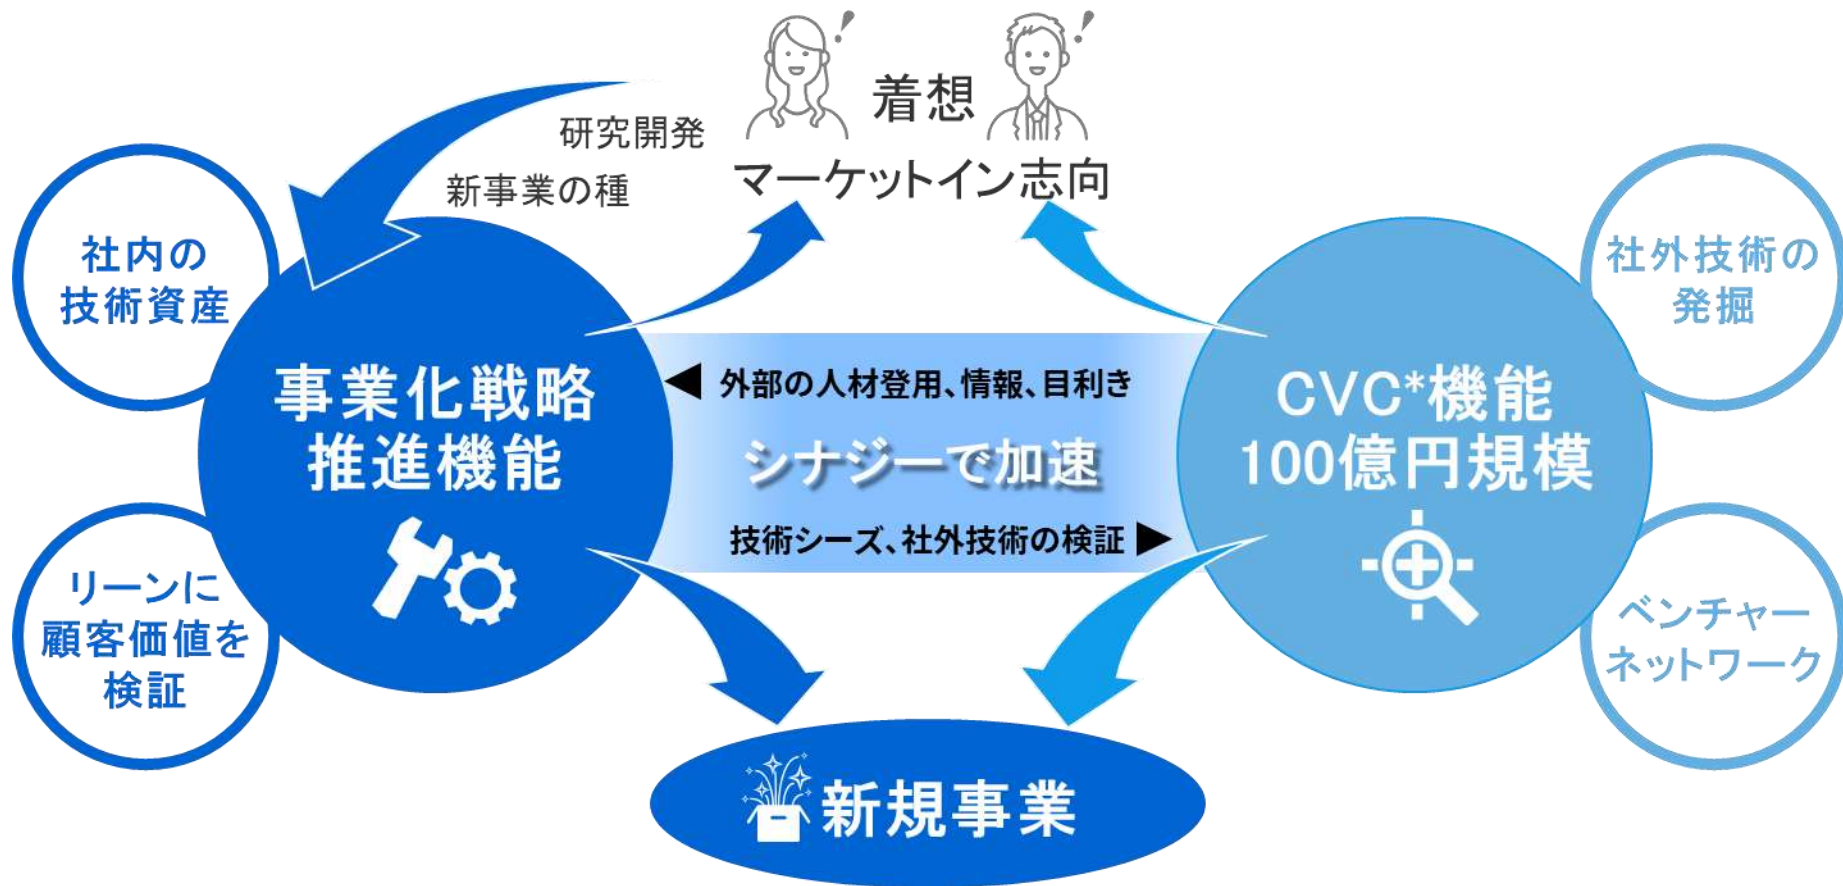 着想
マーケットイン志向
研究開発
新事業の種
社内の
技術資産
事業化戦略
推進機能
リーンに
顧客価値を
検証
外部の人材登用、情報、目利き
シナジーで加速
技術シーズ、社外技術の検証
CVC*機能
100億円規模
社外技術の
発掘
ベンチャー
ネットワーク
新規事業